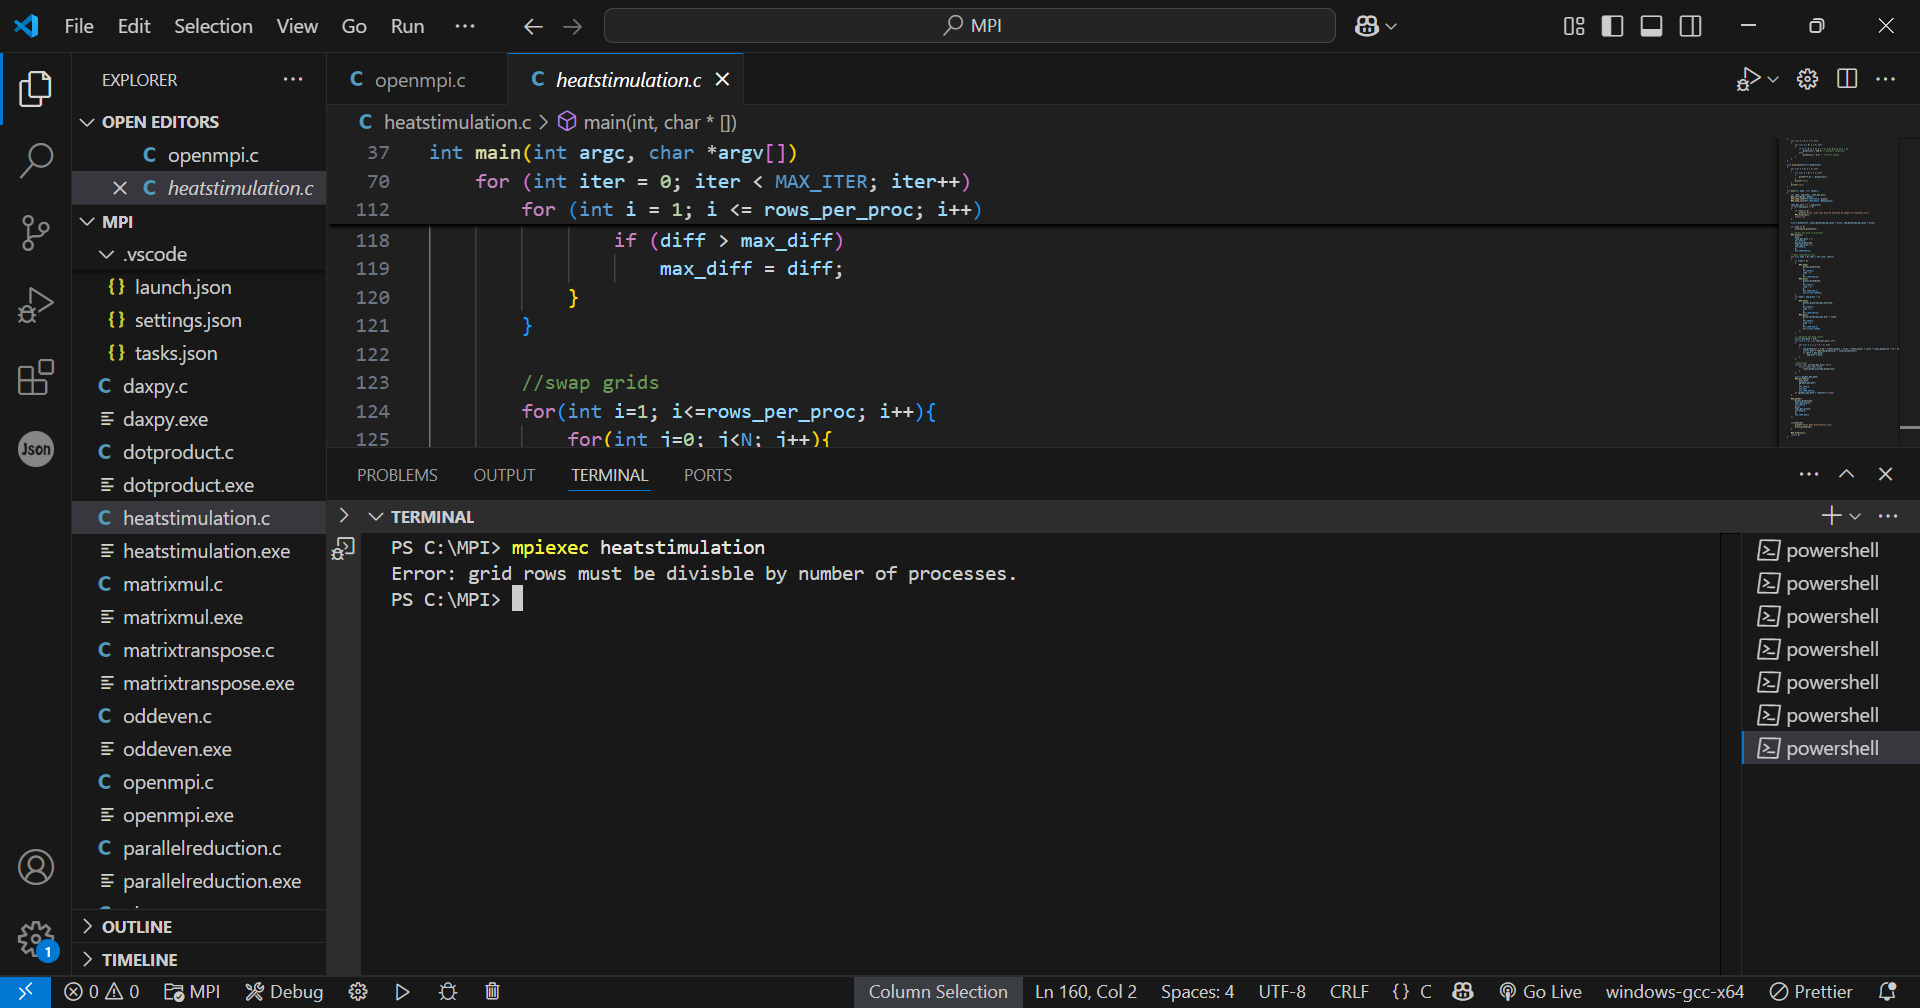 File Edit Selection View Go Run ··· MPI
EXPLORER ···
OPEN EDITORS
openmpi.c
heatstimulation.c
MPI
.vscode
launch.json
settings.json
tasks.json
daxpy.c
daxpy.exe
dotproduct.c
dotproduct.exe
heatstimulation.c
heatstimulation.exe
matrixmul.c
matrixmul.exe
matrixtranspose.c
matrixtranspose.exe
oddeven.c
oddeven.exe
openmpi.c
openmpi.exe
parallelreduction.c
parallelreduction.exe
OUTLINE
TIMELINE
Json
1
C openmpi.c C heatstimulation.c
C heatstimulation.c > main(int, char * [])
37 int main(int argc, char *argv[])
70 for (int iter = 0; iter < MAX_ITER; iter++)
112 for (int i = 1; i <= rows_per_proc; i++)
118 if (diff > max_diff)
119 max_diff = diff;
120 }
121 }
122
123 //swap grids
124 for(int i=1; i<=rows_per_proc; i++){
125 for(int j=0; j<N; j++){
PROBLEMS OUTPUT TERMINAL PORTS
TERMINAL
PS C:\MPI> mpiexec heatstimulation
Error: grid rows must be divisble by number of processes.
PS C:\MPI>
powershell
powershell
powershell
powershell
powershell
powershell
powershell
0 0 MPI Debug Column Selection Ln 160, Col 2 Spaces: 4 UTF-8 CRLF {} C Go Live windows-gcc-x64 Prettier